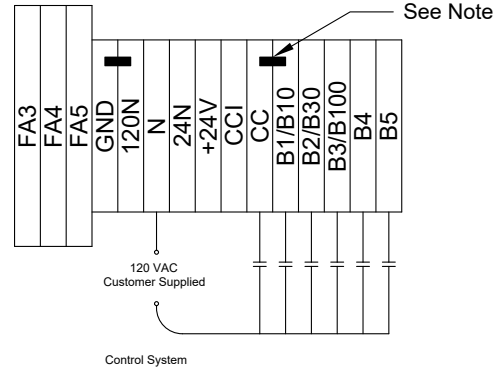 See Note
FA3
FA4
FA5
GND
120N
N
24N
+24V
CCI
CC
B1/B10
B2/B30
B3/B100
B4
B5
120 VAC
Customer Supplied
Control System